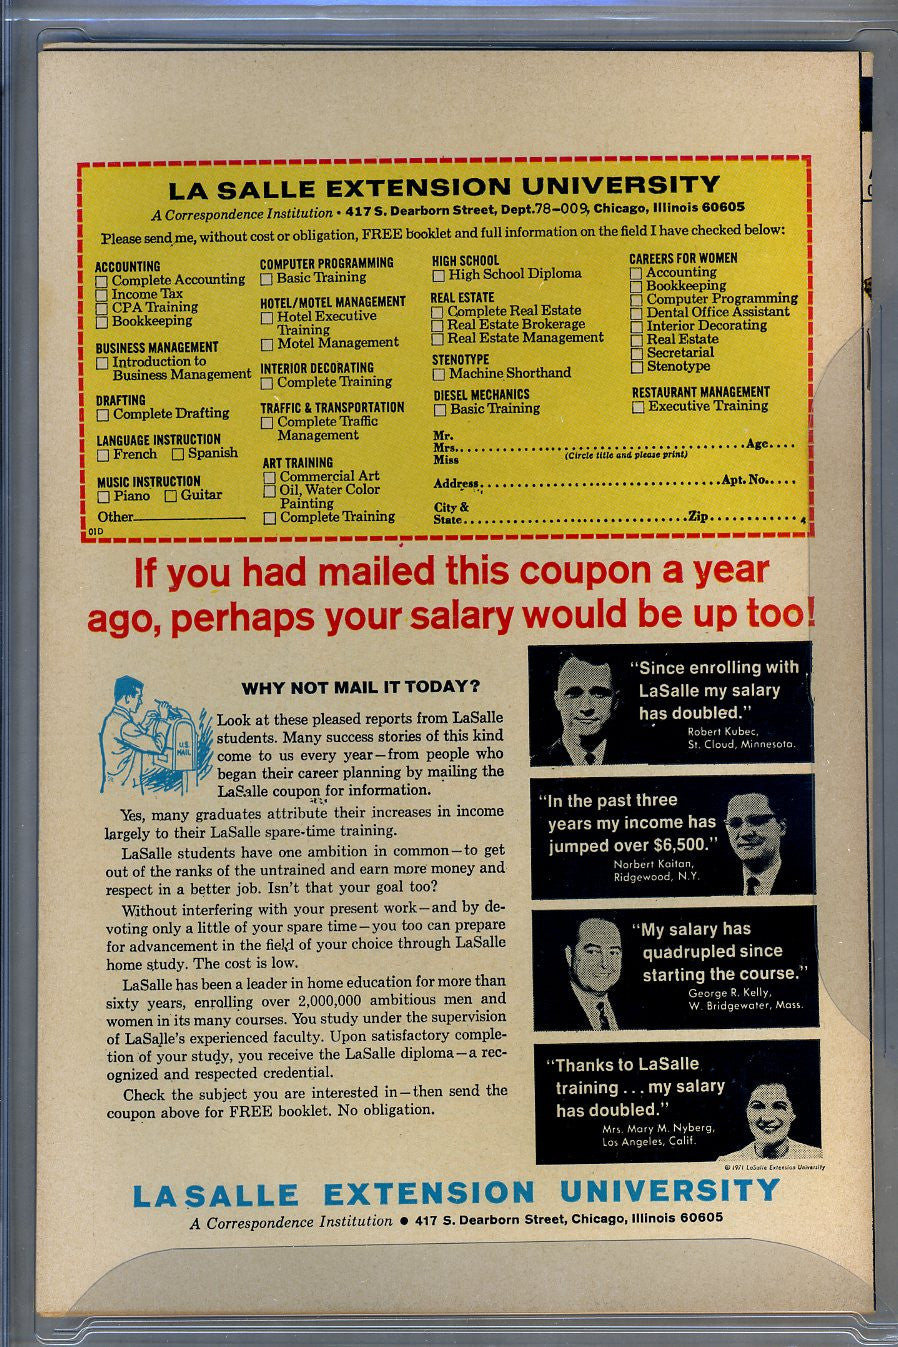 LA SALLE EXTENSION UNIVERSITY
A Correspondence Institution • 417 S. Dearborn Street, Dept. 78-009, Chicago, Illinois 60605
Please send me, without cost or obligation, FREE booklet and full information on the field I have checked below:
ACCOUNTING
Complete Accounting
Income Tax
CPA Training
Bookkeeping
BUSINESS MANAGEMENT
Introduction to
Business Management
DRAFTING
Complete Drafting
LANGUAGE INSTRUCTION
French Spanish
MUSIC INSTRUCTION
Piano Guitar
Other
01D
COMPUTER PROGRAMMING
Basic Training
HOTEL/MOTEL MANAGEMENT
Hotel Executive
Training
Motel Management
INTERIOR DECORATING
Complete Training
TRAFFIC & TRANSPORTATION
Complete Traffic
Management
ART TRAINING
Commercial Art
Oil, Water Color
Painting
Complete Training
HIGH SCHOOL
High School Diploma
REAL ESTATE
Complete Real Estate
Real Estate Brokerage
Real Estate Management
STENOTYPE
Machine Shorthand
DIESEL MECHANICS
Basic Training
CAREERS FOR WOMEN
Accounting
Bookkeeping
Computer Programming
Dental Office Assistant
Interior Decorating
Real Estate
Secretarial
Stenotype
RESTAURANT MANAGEMENT
Executive Training
Mr.
Mrs. Age
Miss (Circle title and please print)
Address Apt. No.
City &
State Zip
If you had mailed this coupon a year
ago, perhaps your salary would be up too!
WHY NOT MAIL IT TODAY?
U.S.
MAIL
Look at these pleased reports from LaSalle
students. Many success stories of this kind
come to us every year—from people who
began their career planning by mailing the
LaSalle coupon for information.
Yes, many graduates attribute their increases in income
largely to their LaSalle spare-time training.
LaSalle students have one ambition in common—to get
out of the ranks of the untrained and earn more money and
respect in a better job. Isn't that your goal too?
Without interfering with your present work—and by de-
voting only a little of your spare time—you too can prepare
for advancement in the field of your choice through LaSalle
home study. The cost is low.
LaSalle has been a leader in home education for more than
sixty years, enrolling over 2,000,000 ambitious men and
women in its many courses. You study under the supervision
of LaSalle's experienced faculty. Upon satisfactory comple-
tion of your study, you receive the LaSalle diploma—a rec-
ognized and respected credential.
Check the subject you are interested in—then send the
coupon above for FREE booklet. No obligation.
"Since enrolling with
LaSalle my salary
has doubled."
Robert Kubec,
St. Cloud, Minnesota.
"In the past three
years my income has
jumped over $6,500."
Norbert Kaitan,
Ridgewood, N.Y.
"My salary has
quadrupled since
starting the course."
George R. Kelly,
W. Bridgewater, Mass.
"Thanks to LaSalle
training . . . my salary
has doubled."
Mrs. Mary M. Nyberg,
Los Angeles, Calif.
© 1971 LaSalle Extension University
LA SALLE EXTENSION UNIVERSITY
A Correspondence Institution • 417 S. Dearborn Street, Chicago, Illinois 60605